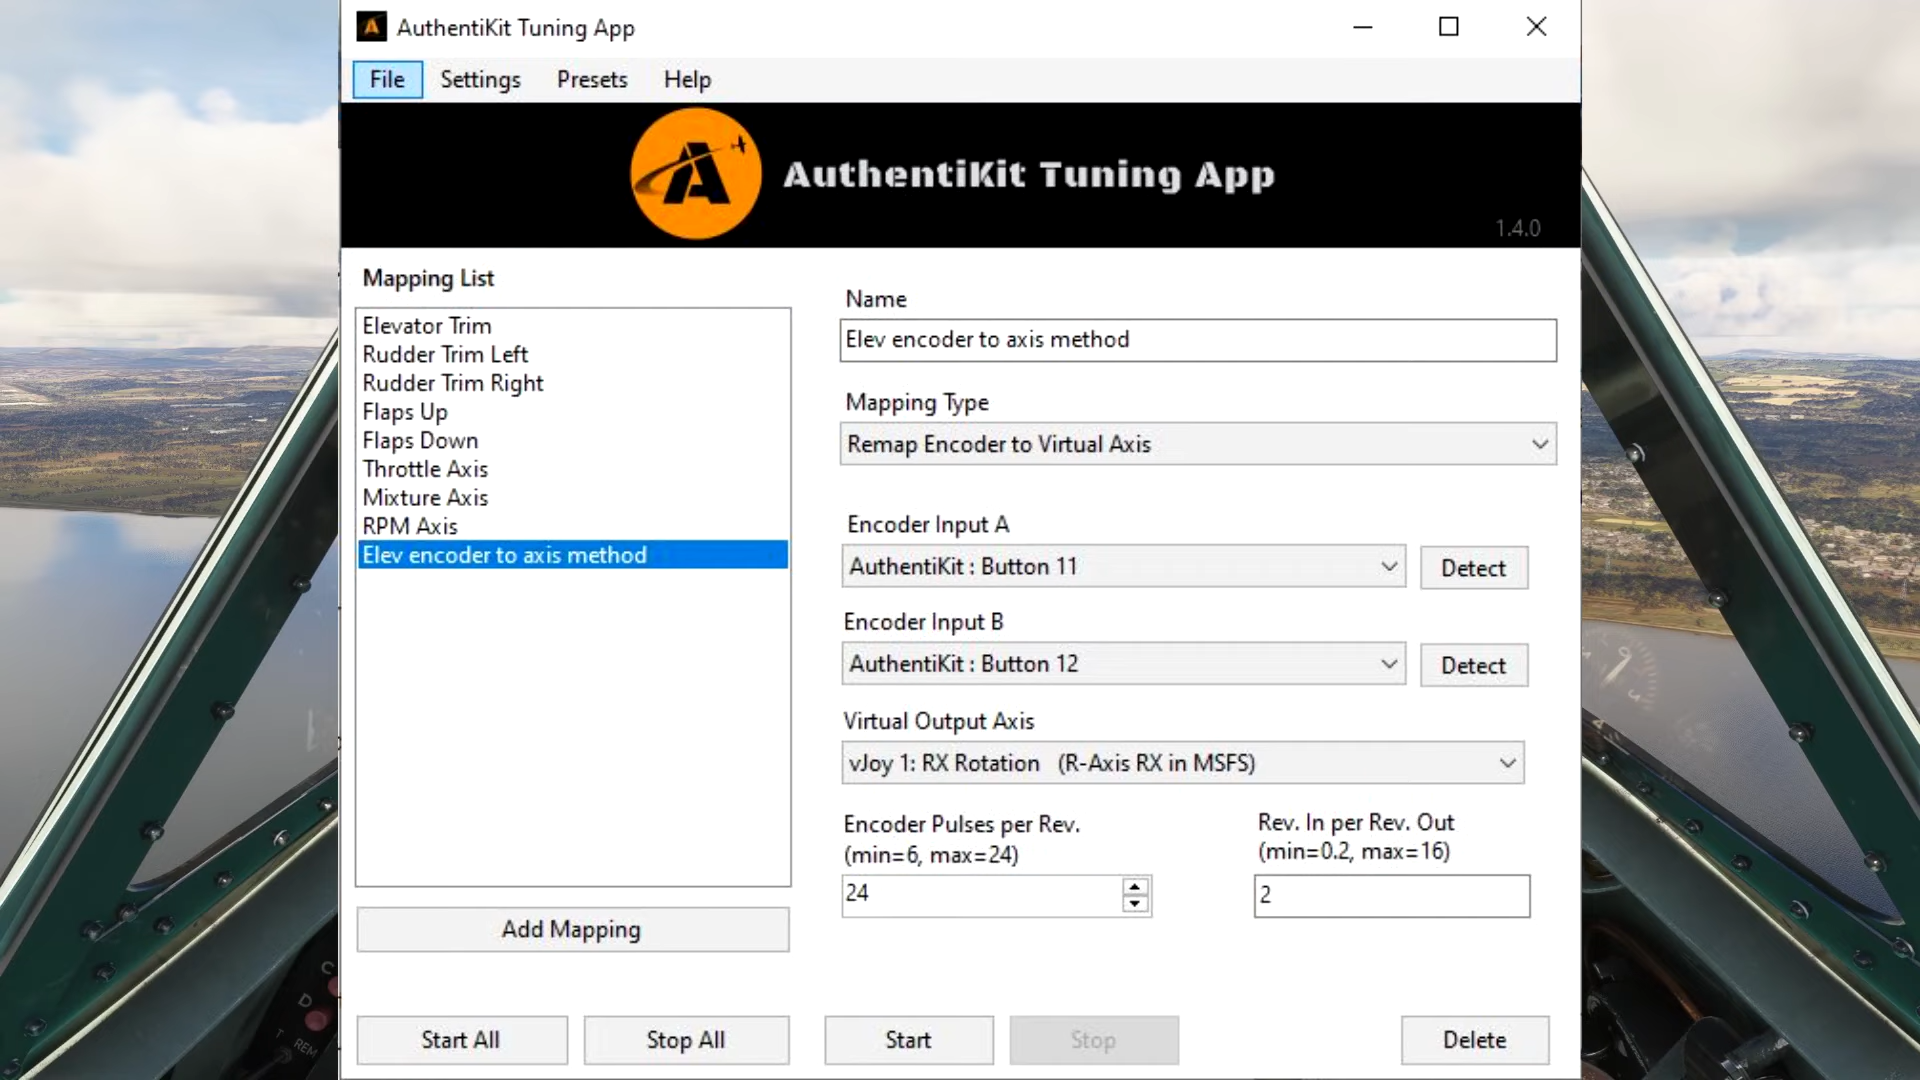 AuthentiKit Tuning App
File Settings Presets Help
AuthentiKit Tuning App
1.4.0
Mapping List
Elevator Trim
Rudder Trim Left
Rudder Trim Right
Flaps Up
Flaps Down
Throttle Axis
Mixture Axis
RPM Axis
Elev encoder to axis method
Add Mapping
Start All
Stop All
Name
Elev encoder to axis method
Mapping Type
Remap Encoder to Virtual Axis
Encoder Input A
AuthentiKit : Button 11
Detect
Encoder Input B
AuthentiKit : Button 12
Detect
Virtual Output Axis
vJoy 1: RX Rotation (R-Axis RX in MSFS)
Encoder Pulses per Rev.
(min=6, max=24)
24
Rev. In per Rev. Out
(min=0.2, max=16)
2
Start
Stop
Delete
C
D
T
REM